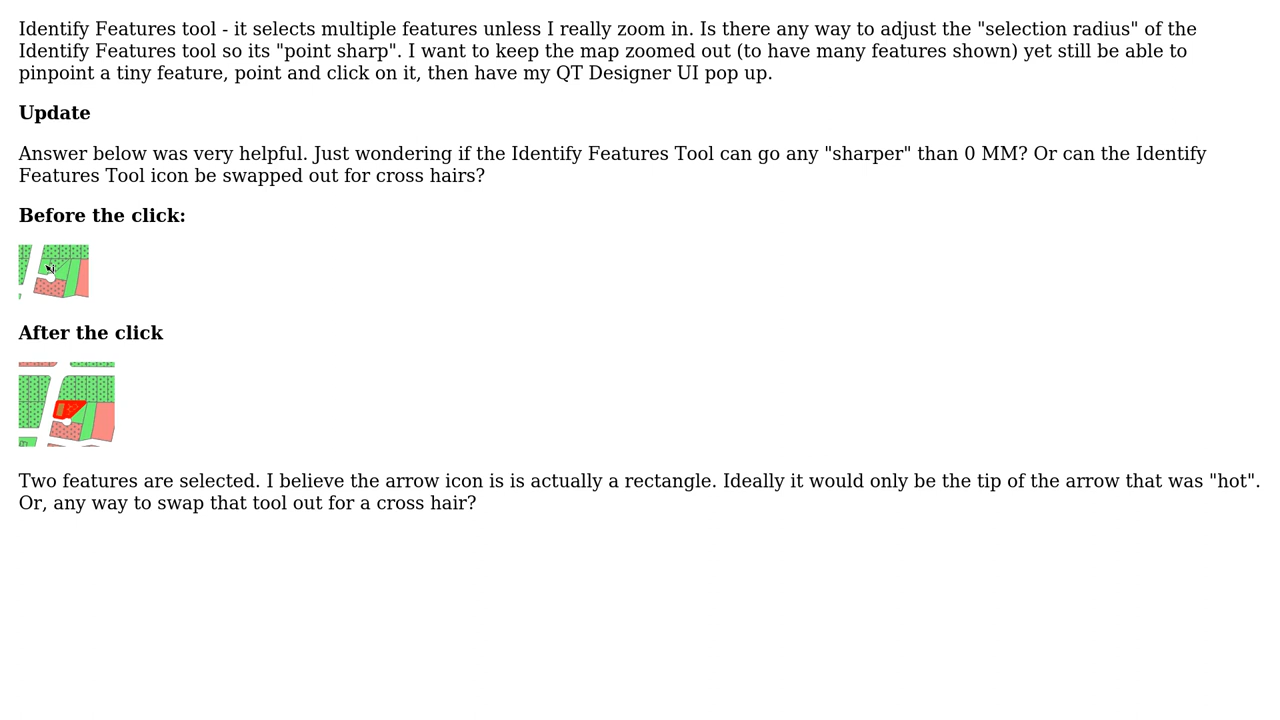 Identify Features tool - it selects multiple features unless I really zoom in. Is there any way to adjust the "selection radius" of the
Identify Features tool so its "point sharp". I want to keep the map zoomed out (to have many features shown) yet still be able to
pinpoint a tiny feature, point and click on it, then have my QT Designer UI pop up.
Update
Answer below was very helpful. Just wondering if the Identify Features Tool can go any "sharper" than 0 MM? Or can the Identify
Features Tool icon be swapped out for cross hairs?
Before the click:
After the click
Two features are selected. I believe the arrow icon is is actually a rectangle. Ideally it would only be the tip of the arrow that was "hot".
Or, any way to swap that tool out for a cross hair?